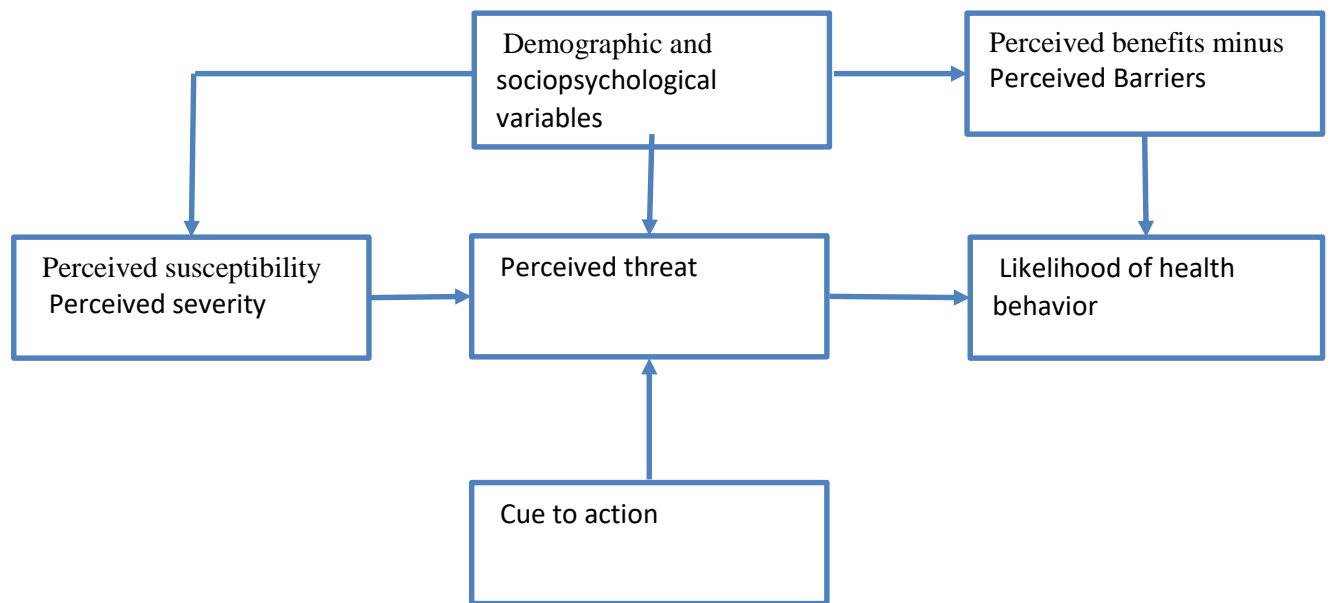 Demographic and
sociopsychological
variables
Perceived benefits minus
Perceived Barriers
Perceived susceptibility
Perceived severity
Perceived threat
Likelihood of health
behavior
Cue to action